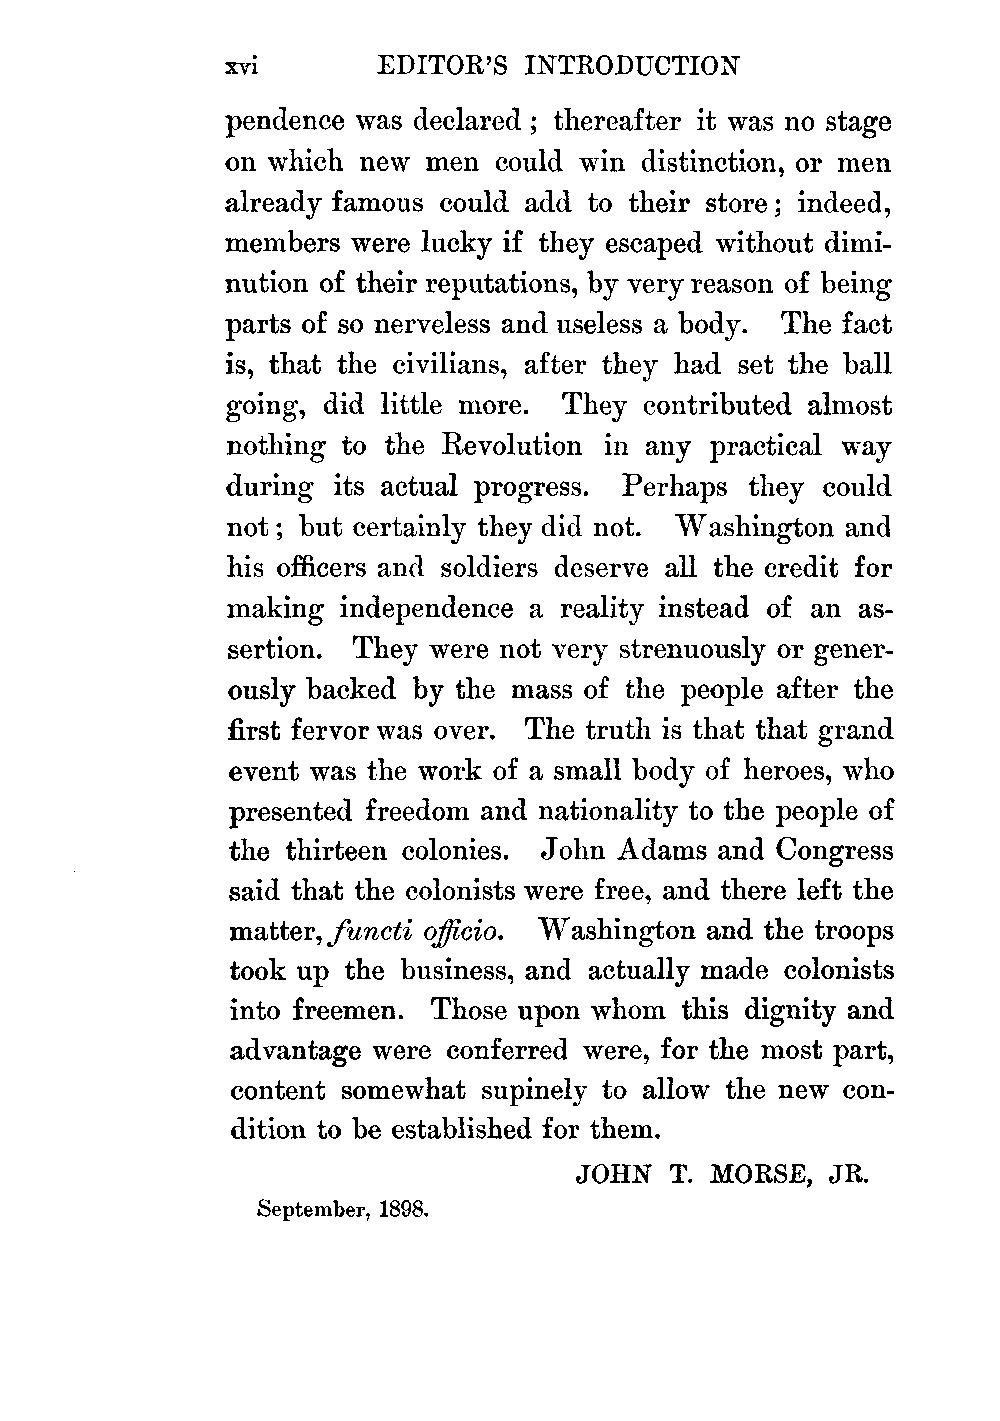 xvi EDITOR'S INTRODUCTION
pendence was declared ; thereafter it was no stage
on which new men could win distinction, or men
already famous could add to their store ; indeed,
members were lucky if they escaped without dimi-
nution of their reputations, by very reason of being
parts of so nerveless and useless a body. The fact
is, that the civilians, after they had set the ball
going, did little more. They contributed almost
nothing to the Revolution in any practical way
during its actual progress. Perhaps they could
not ; but certainly they did not. Washington and
his officers and soldiers deserve all the credit for
making independence a reality instead of an as-
sertion. They were not very strenuously or gener-
ously backed by the mass of the people after the
first fervor was over. The truth is that that grand
event was the work of a small body of heroes, who
presented freedom and nationality to the people of
the thirteen colonies. John Adams and Congress
said that the colonists were free, and there left the
matter, functi officio. Washington and the troops
took up the business, and actually made colonists
into freemen. Those upon whom this dignity and
advantage were conferred were, for the most part,
content somewhat supinely to allow the new con-
dition to be established for them.
JOHN T. MORSE, JR.
September, 1898.